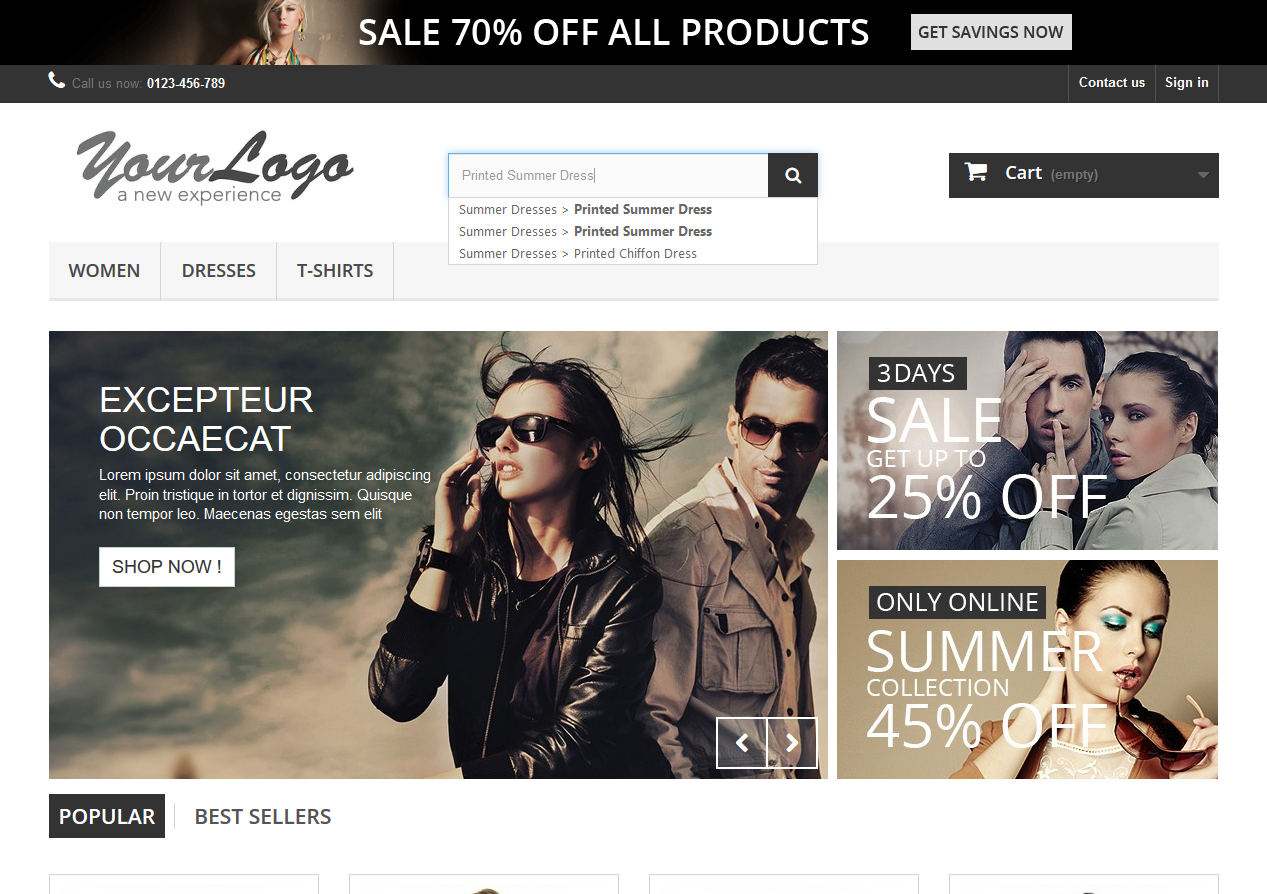 SALE 70% OFF ALL PRODUCTS
GET SAVINGS NOW
Call us now: 0123-456-789
Contact us
Sign in
YourLogo
a new experience
Printed Summer Dress
Cart (empty)
Summer Dresses > Printed Summer Dress
Summer Dresses > Printed Summer Dress
Summer Dresses > Printed Chiffon Dress
WOMEN
DRESSES
T-SHIRTS
EXCEPTEUR
OCCAECAT
Lorem ipsum dolor sit amet, consectetur adipiscing
elit. Proin tristique in tortor et dignissim. Quisque
non tempor leo. Maecenas egestas sem elit
SHOP NOW !
3 DAYS
SALE
GET UP TO
25% OFF
ONLY ONLINE
SUMMER
COLLECTION
45% OFF
POPULAR
BEST SELLERS